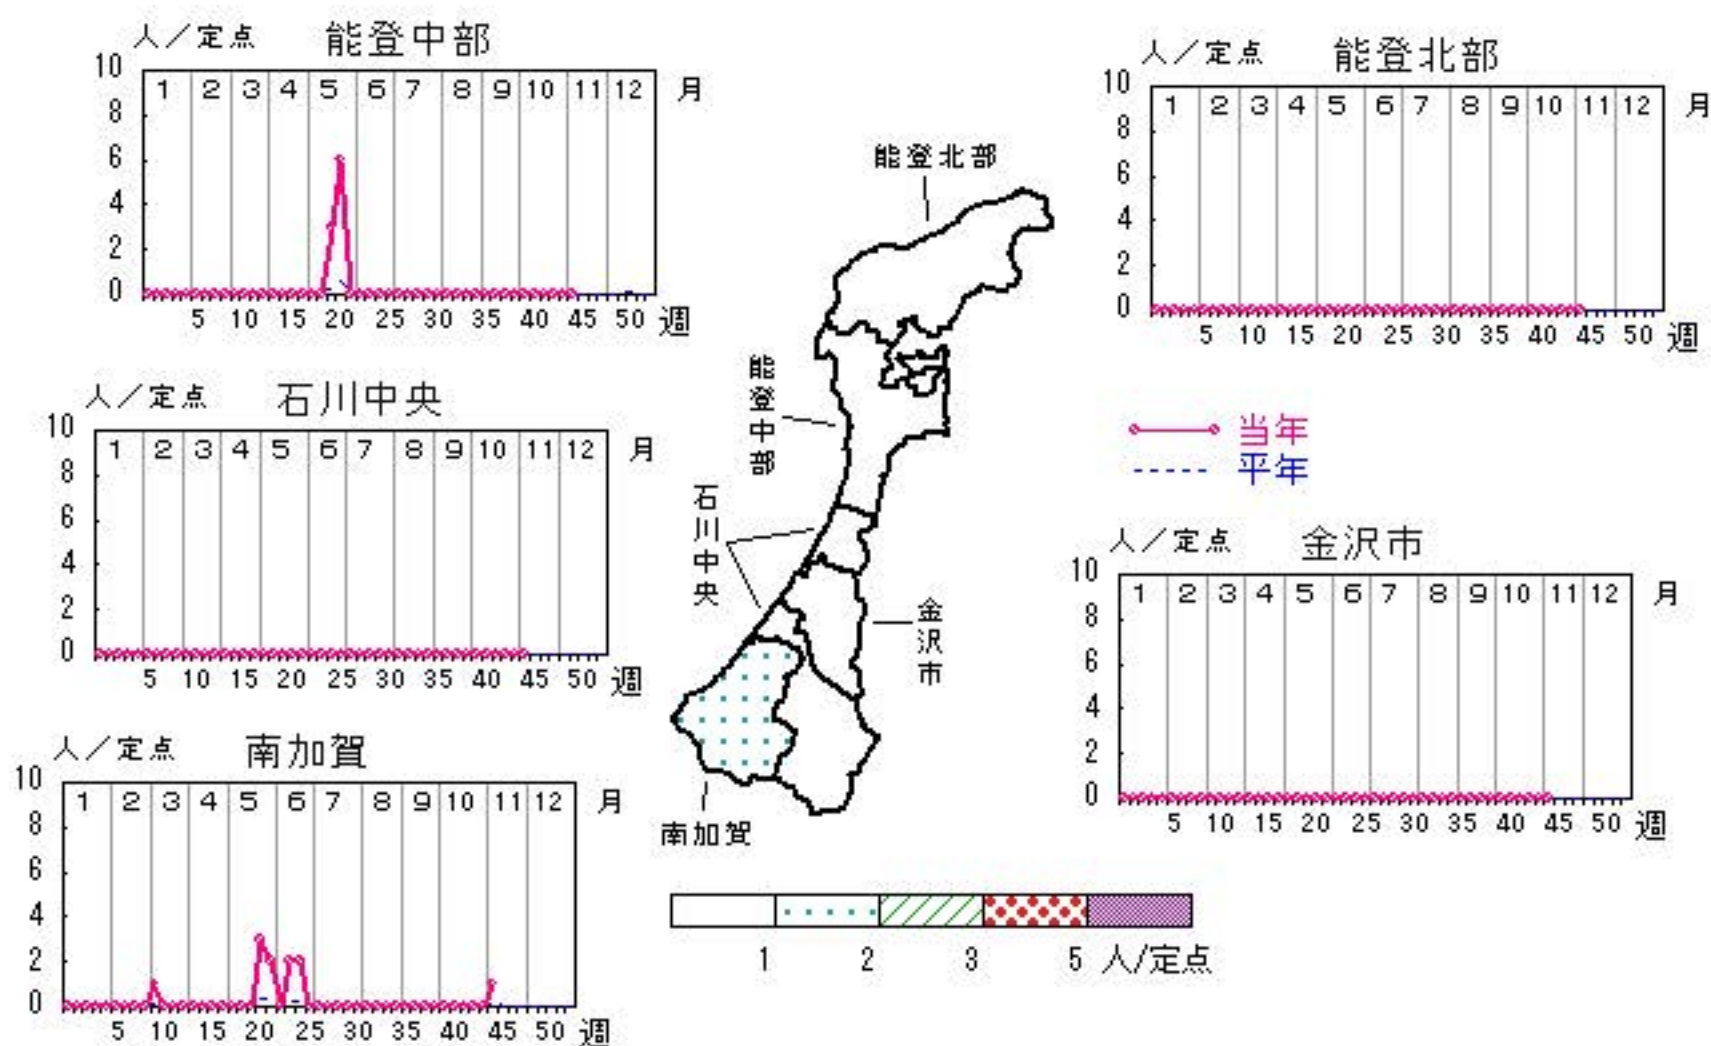 人／定点 能登中部
10 8 6 4 2 0
1 2 3 4 5 6 7 8 9 10 11 12 月
5 10 15 20 25 30 35 40 45 50 週
人／定点 能登北部
10 8 6 4 2 0
1 2 3 4 5 6 7 8 9 10 11 12 月
5 10 15 20 25 30 35 40 45 50 週
人／定点 石川中央
10 8 6 4 2 0
1 2 3 4 5 6 7 8 9 10 11 12 月
5 10 15 20 25 30 35 40 45 50 週
当年
平年
人／定点 金沢市
10 8 6 4 2 0
1 2 3 4 5 6 7 8 9 10 11 12 月
5 10 15 20 25 30 35 40 45 50 週
人／定点 南加賀
10 8 6 4 2 0
1 2 3 4 5 6 7 8 9 10 11 12 月
5 10 15 20 25 30 35 40 45 50 週
能登北部
能登中部
石川中央
金沢市
南加賀
1 2 3 5 人/定点